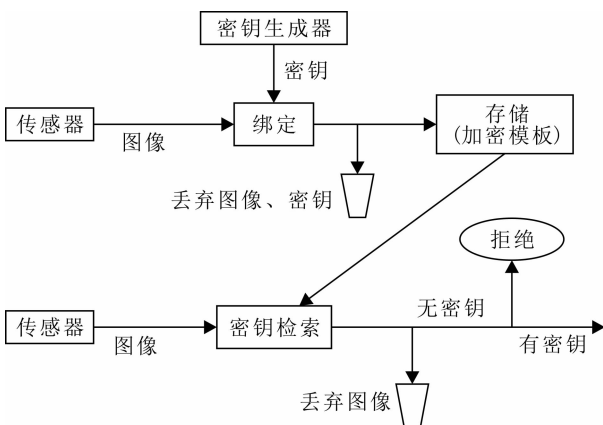 密钥生成器
密钥
传感器
图像
绑定
存储
(加密模板)
丢弃图像、密钥
拒绝
传感器
图像
密钥检索
无密钥
有密钥
丢弃图像